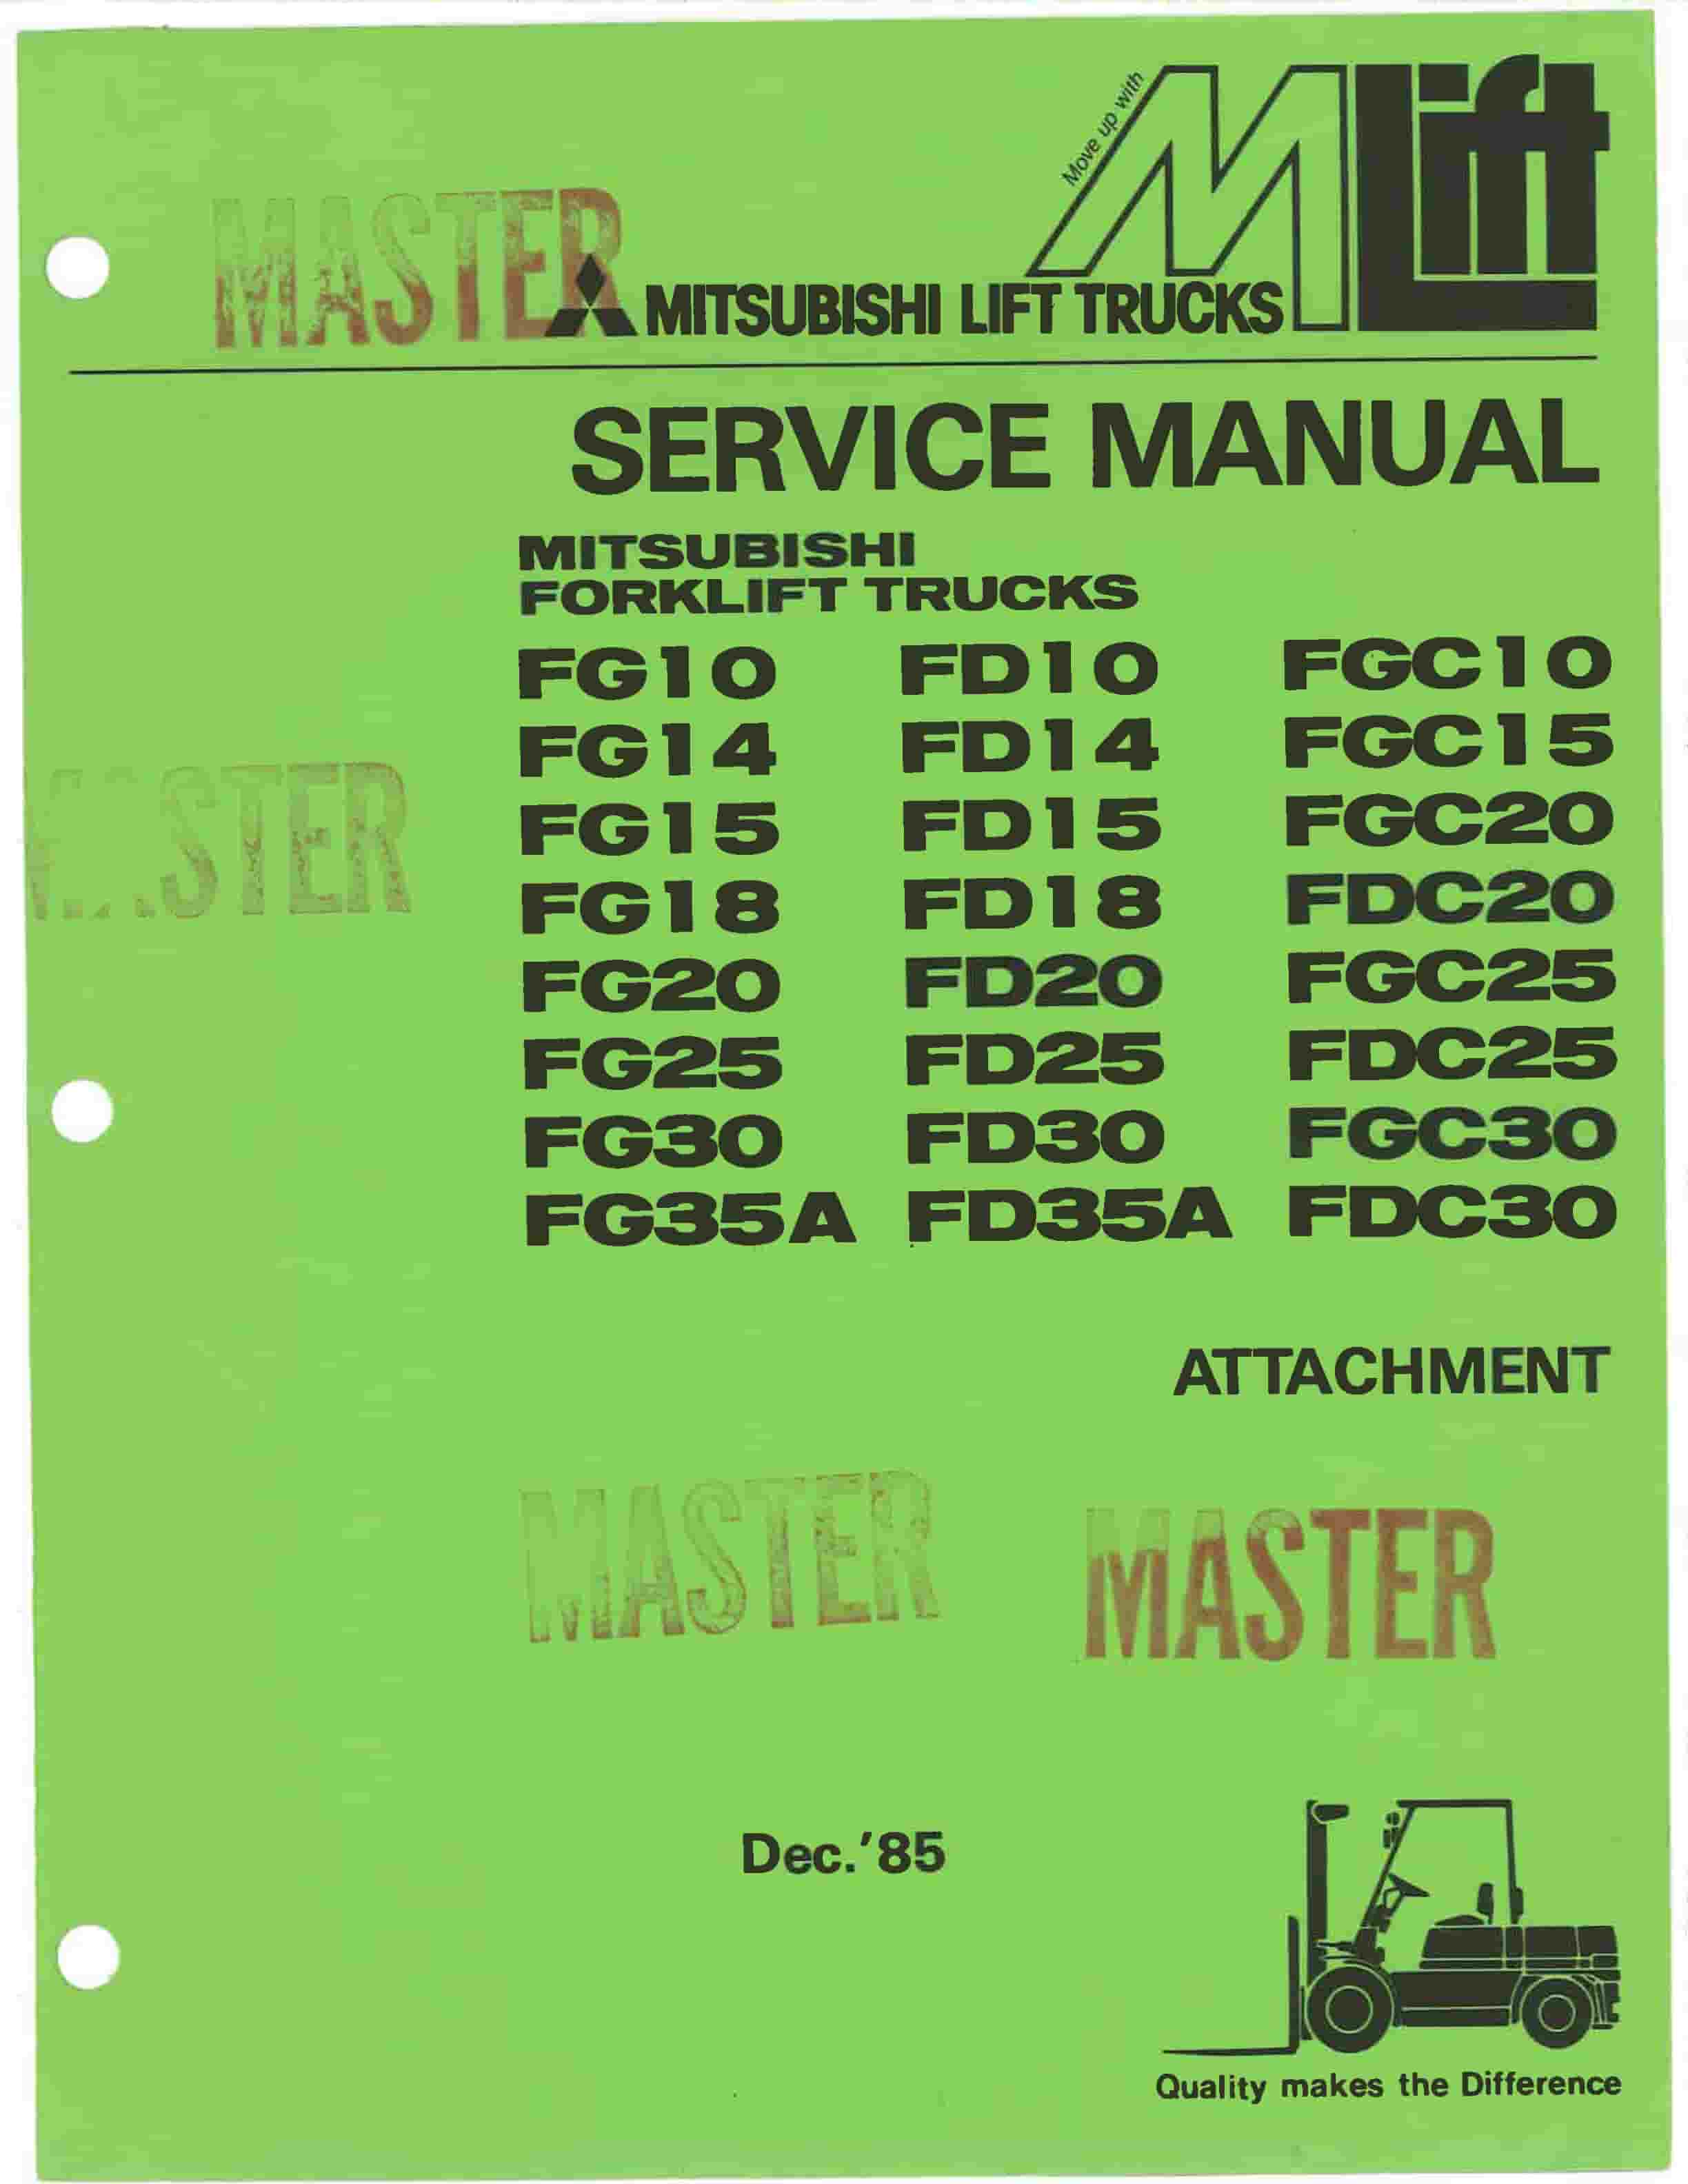 Move up with
MLift
MASTER
MITSUBISHI LIFT TRUCKS
SERVICE MANUAL
MITSUBISHI
FORKLIFT TRUCKS
FG10 FD10 FGC10
FG14 FD14 FGC15
FG15 FD15 FGC20
FG18 FD18 FDC20
FG20 FD20 FGC25
FG25 FD25 FDC25
FG30 FD30 FGC30
FG35A FD35A FDC30
MASTER
ATTACHMENT
MASTER MASTER
Dec.'85
Quality makes the Difference